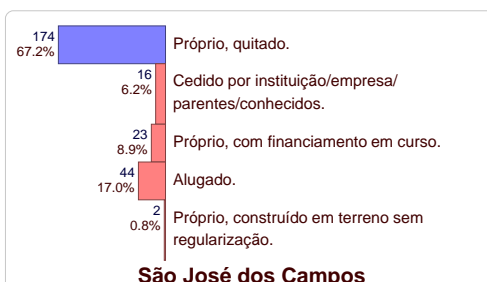 174
67.2%
Próprio, quitado.
16
6.2%
Cedido por instituição/empresa/
parentes/conhecidos.
23
8.9%
Próprio, com financiamento em curso.
44
17.0%
Alugado.
2
0.8%
Próprio, construído em terreno sem
regularização.
São José dos Campos